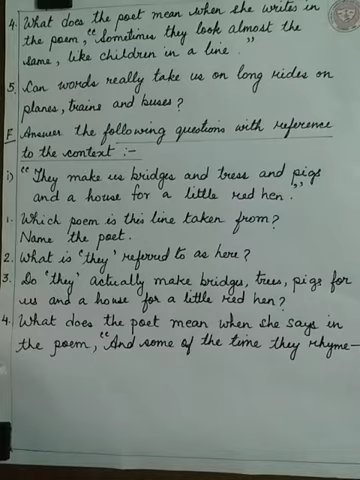 4. What does the poet mean when she writes in
the poem, "Sometimes they look almost the
same, like children in a line."
5. Can words really take us on long rides on
planes, trains and buses?
F. Answer the following questions with reference
to the context :-
i) "They make us bridges and tress and pigs
and a house for a little red hen."
1. Which poem is this line taken from?
Name the poet.
2. What is 'they' referred to as here?
3. Do 'they' actually make bridges, trees, pigs for
us and a house for a little red hen?
4. What does the poet mean when she says in
the poem, "And some of the time they rhyme—